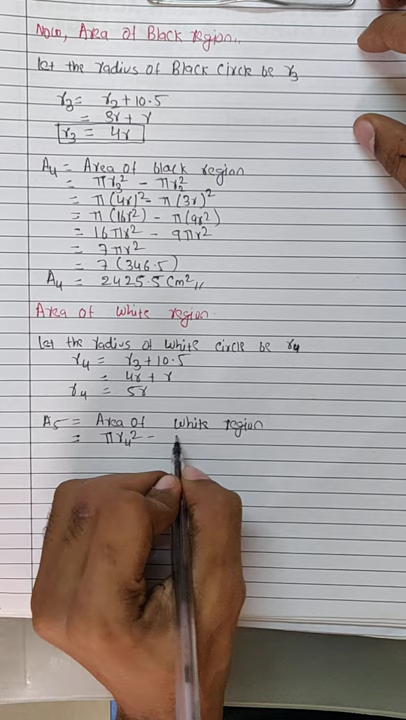 Now, Area of Black region..
let the radius of Black Circle be r₃
r₃ = r₂ + 10.5
= 3r + r
r₃ = 4r
A₄ = Area of black region
= πr₃² - πr₂²
= π(4r)² - π(3r)²
= π(16r²) - π(9r²)
= 16πr² - 9πr²
= 7πr²
= 7(346.5)
A₄ = 2425.5 Cm²,,
Area of white region
let the radius of white circle be r₄
r₄ = r₃ + 10.5
= 4r + r
r₄ = 5r
A₅ = Area of white region
= πr₄² -